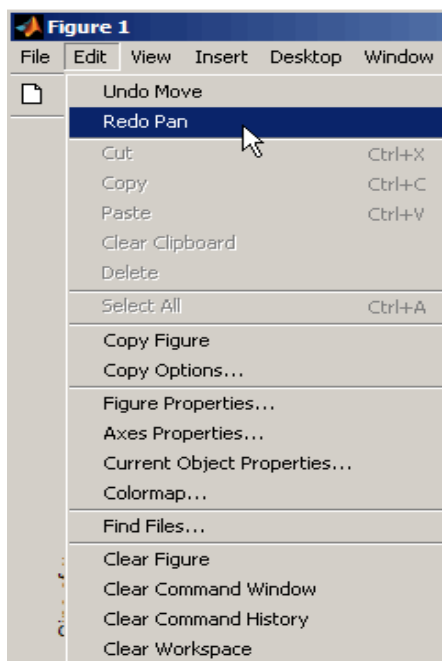 Figure 1
File Edit View Insert Desktop Window
Undo Move
Redo Pan
Cut Ctrl+X
Copy Ctrl+C
Paste Ctrl+V
Clear Clipboard
Delete
Select All Ctrl+A
Copy Figure
Copy Options...
Figure Properties...
Axes Properties...
Current Object Properties...
Colormap...
Find Files...
Clear Figure
Clear Command Window
Clear Command History
Clear Workspace